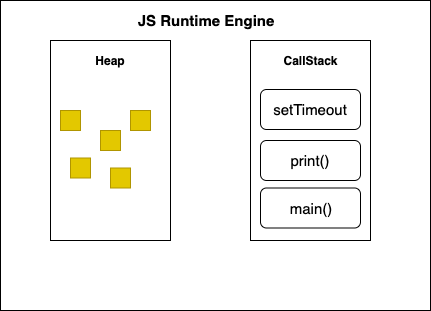 JS Runtime Engine
Heap
CallStack
setTimeout
print()
main()